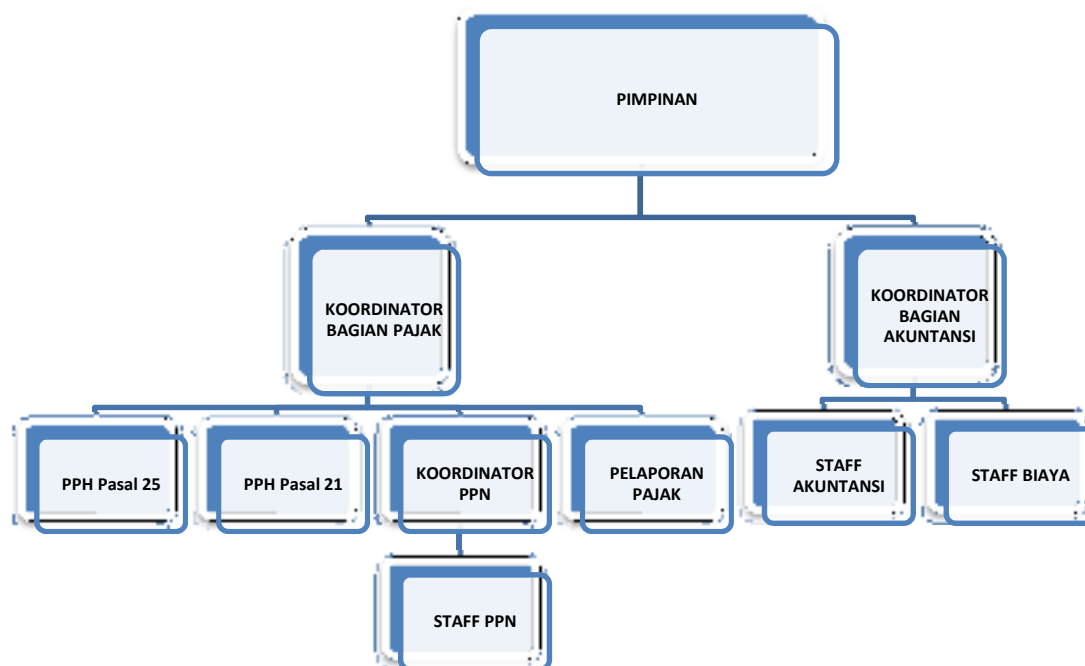 PIMPINAN
KOORDINATOR
BAGIAN PAJAK
KOORDINATOR
BAGIAN
AKUNTANSI
PPH Pasal 25
PPH Pasal 21
KOORDINATOR
PPN
PELAPORAN
PAJAK
STAFF
AKUNTANSI
STAFF BIAYA
STAFF PPN